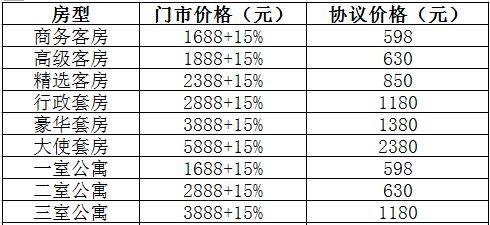 房型 门市价格（元） 协议价格（元）
商务客房 1688+15% 598
高级客房 1888+15% 630
精选客房 2388+15% 850
行政套房 2888+15% 1180
豪华套房 3888+15% 1380
大使套房 5888+15% 2380
一室公寓 1688+15% 598
二室公寓 2888+15% 630
三室公寓 3888+15% 1180